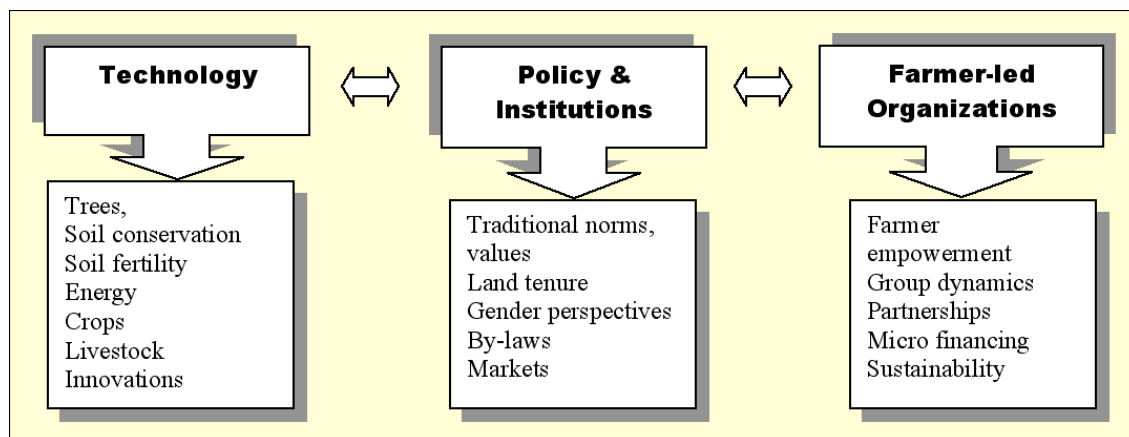 Technology
Policy &
Institutions
Farmer-led
Organizations
Trees,
Soil conservation
Soil fertility
Energy
Crops
Livestock
Innovations
Traditional norms,
values
Land tenure
Gender perspectives
By-laws
Markets
Farmer
empowerment
Group dynamics
Partnerships
Micro financing
Sustainability